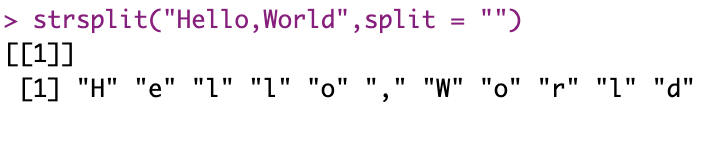 > strsplit("Hello,World",split = "")
[[1]]
 [1] "H" "e" "l" "l" "o" "," "W" "o" "r" "l" "d"